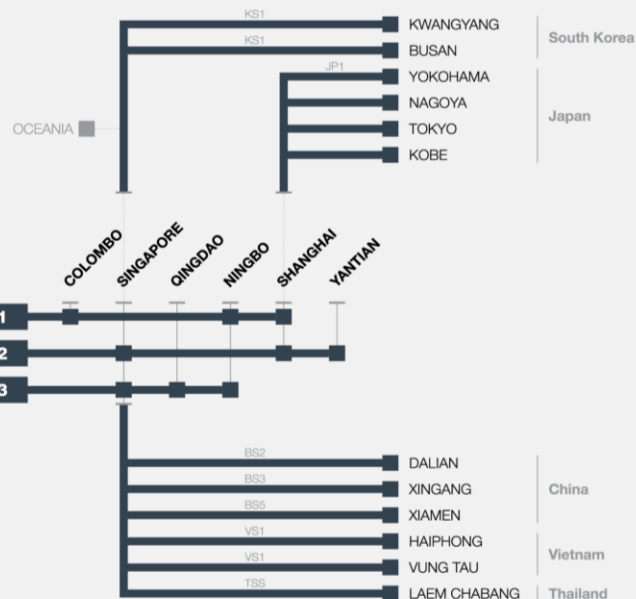 KS1
KWANGYANG
KS1
BUSAN
South Korea
JP1
YOKOHAMA
NAGOYA
TOKYO
KOBE
Japan
OCEANIA
COLOMBO
SINGAPORE
QINGDAO
NINGBO
SHANGHAI
YANTIAN
1
2
3
BS2
DALIAN
BS3
XINGANG
BS5
XIAMEN
China
VS1
HAIPHONG
VS1
VUNG TAU
Vietnam
TSS
LAEM CHABANG
Thailand